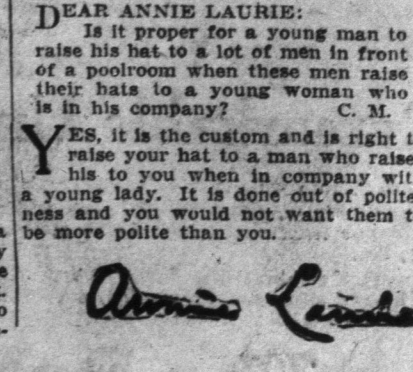 DEAR ANNIE LAURIE:
Is it proper for a young man to
raise his hat to a lot of men in front
of a poolroom when these men raise
their hats to a young woman who
is in his company? C. M.
YES, it is the custom and is right t
raise your hat to a man who raise
his to you when in company wit
a young lady. It is done out of polite
ness and you would not want them t
be more polite than you.
Annie Laurie